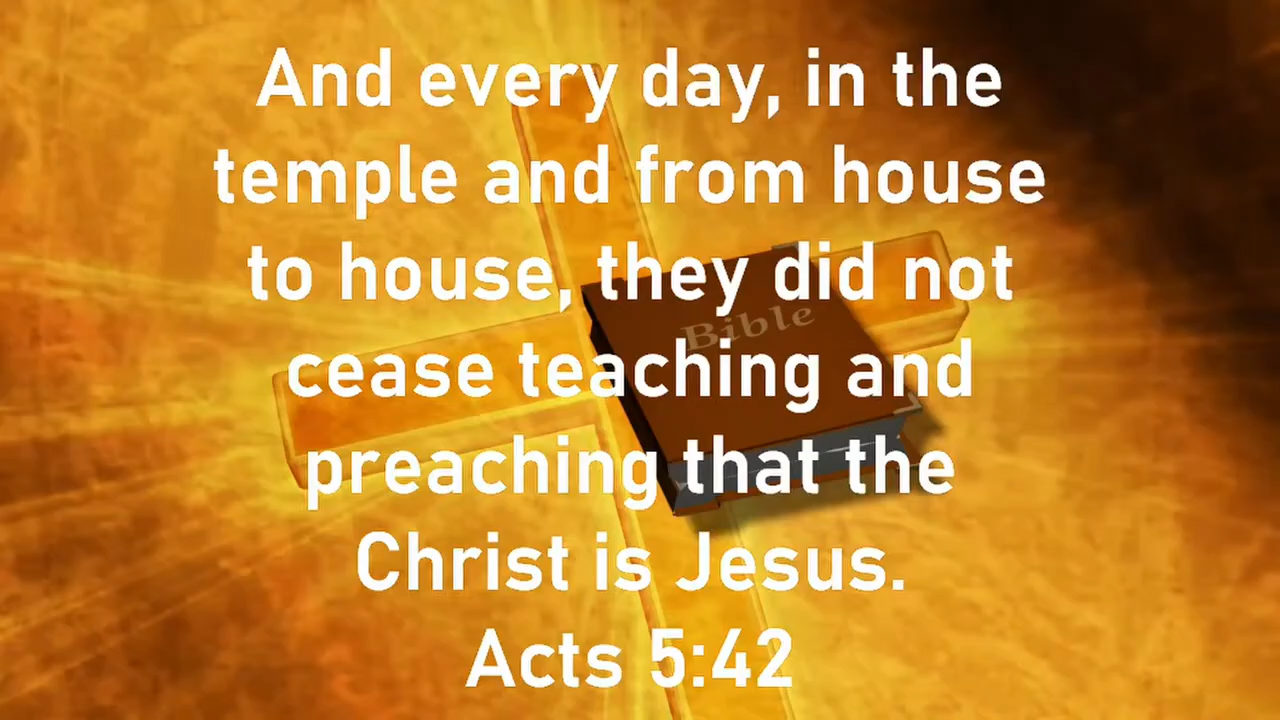 And every day, in the
temple and from house
to house, they did not
Bible
cease teaching and
preaching that the
Christ is Jesus.
Acts 5:42